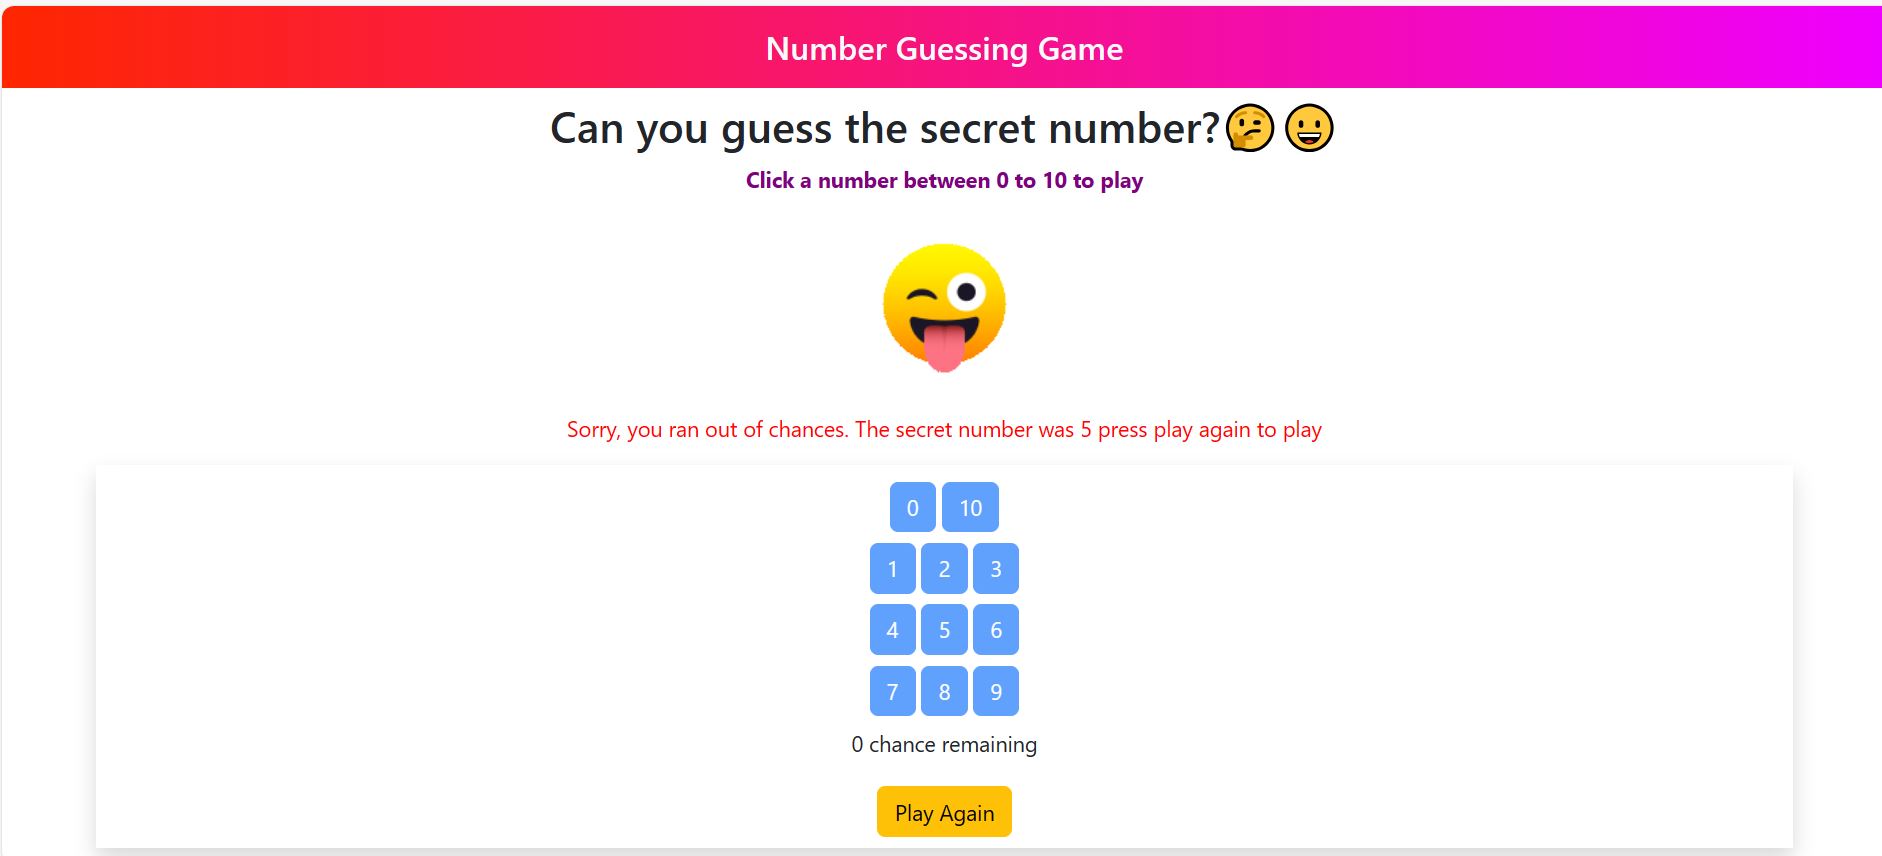 Number Guessing Game
Can you guess the secret number?🤔 😀
Click a number between 0 to 10 to play
Sorry, you ran out of chances. The secret number was 5 press play again to play
0 10
1 2 3
4 5 6
7 8 9
0 chance remaining
Play Again